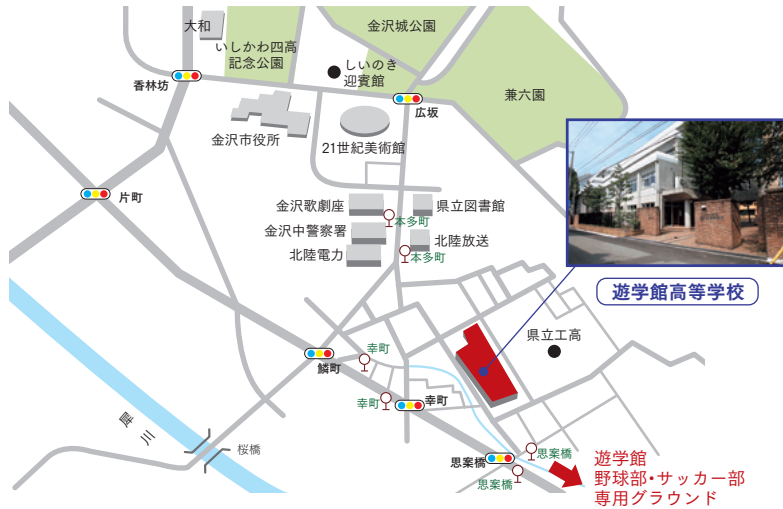 金沢城公園
大和
いしかわ四高
記念公園
しいのき
迎賓館
兼六園
香林坊
広坂
金沢市役所
21世紀美術館
片町
金沢歌劇座
県立図書館
本多町
金沢中警察署
北陸放送
北陸電力
本多町
遊学館高等学校
県立工高
幸町
鱗町
幸町
幸町
犀川
桜橋
思案橋
思案橋
思案橋
遊学館
野球部・サッカー部
専用グラウンド